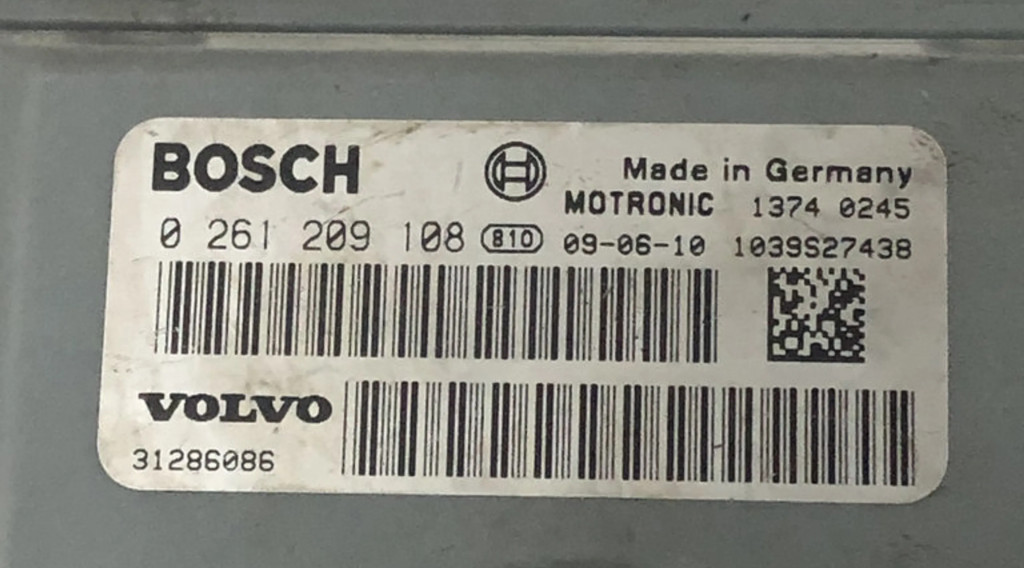 BOSCH Made in Germany
MOTRONIC 1374 0245
0 261 209 108 810 09-06-10 1039S27438
VOLVO
31286086